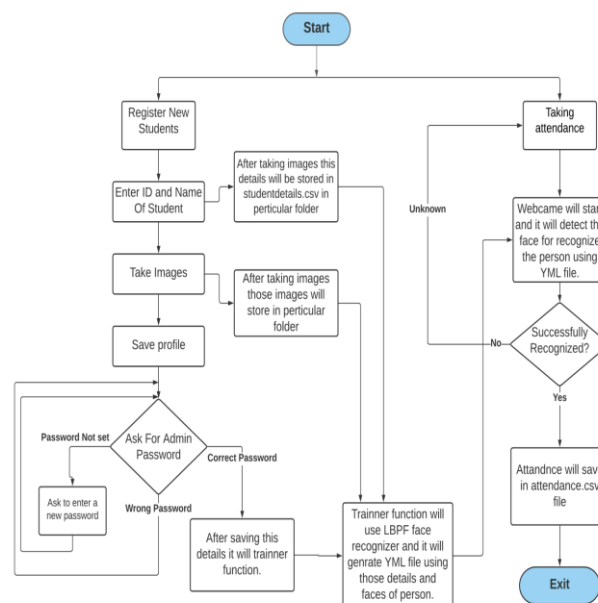 Start
Register New
Students
Enter ID and Name
Of Student
After taking images this
details will be stored in
studentdetails.csv in
perticular folder
Take Images
After taking images
those images will
store in perticular
folder
Save profile
Ask For Admin
Password
Password Not set
Correct Password
Wrong Password
Ask to enter a
new password
After saving this
details it will trainner
function.
Trainner function will
use LBPF face
recognizer and it will
genrate YML file using
those details and
faces of person.
Taking
attendance
Unknown
Webcame will star
and it will detect th
face for recognize
the person using
YML file.
Successfully
Recognized?
No
Yes
Attandnce will save
in attendance.csv
file
Exit